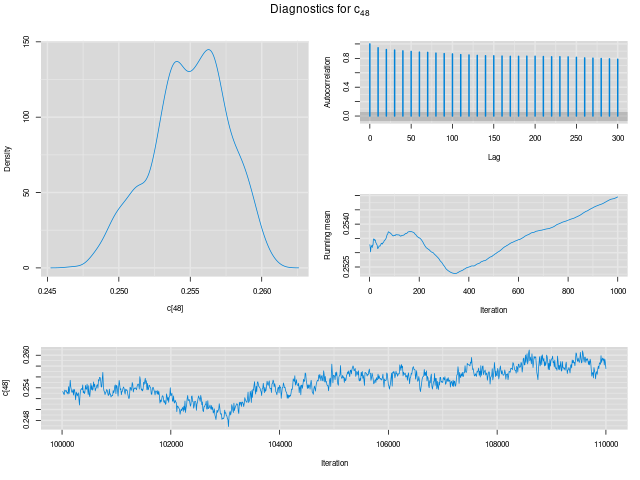 Diagnostics for c48
Density
0 50 100 150
0.245 0.250 0.255 0.260
c[48]
Autocorrelation
0.0 0.4 0.8
0 50 100 150 200 250 300
Lag
Running mean
0.2525 0.2540
0 200 400 600 800 1000
Iteration
c[48]
0.248 0.254 0.260
100000 102000 104000 106000 108000 110000
Iteration